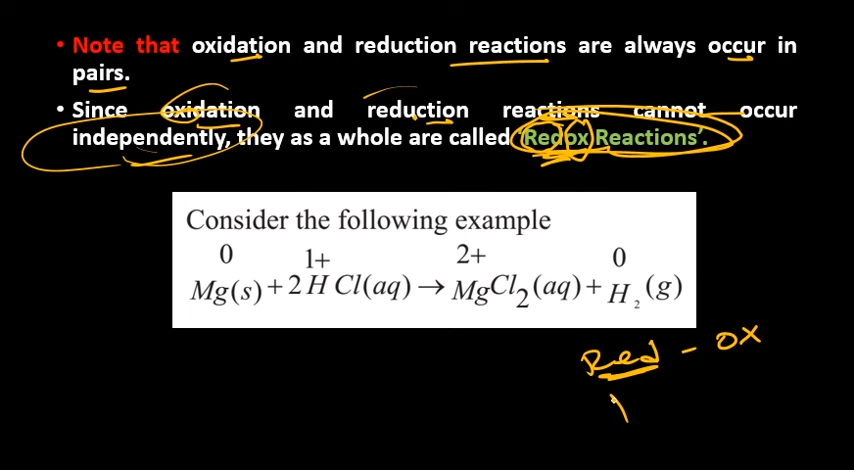 • Note that oxidation and reduction reactions are always occur in
pairs.
• Since oxidation and reduction reactions cannot occur
independently, they as a whole are called ‘Redox Reactions’.
Consider the following example
0 1+ 2+ 0
Mg(s) + 2 H Cl(aq) → MgCl₂(aq) + H₂(g)
Red - ox